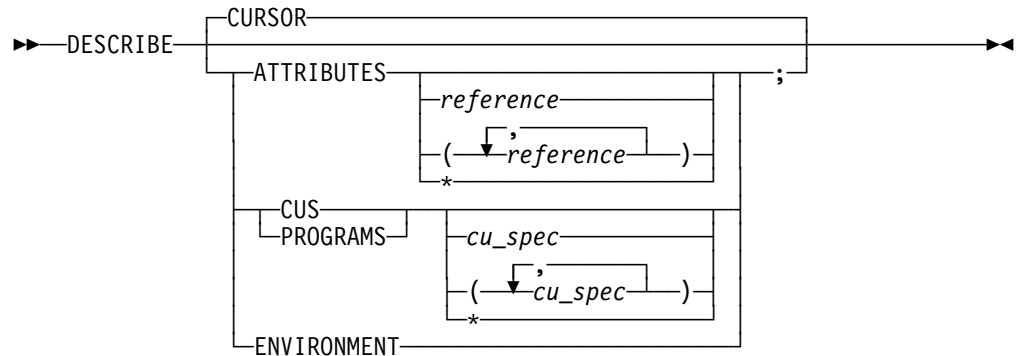 CURSOR
DESCRIBE
ATTRIBUTES ;
reference
,
( reference )
*
CUS
PROGRAMS cu_spec
,
( cu_spec )
*
ENVIRONMENT